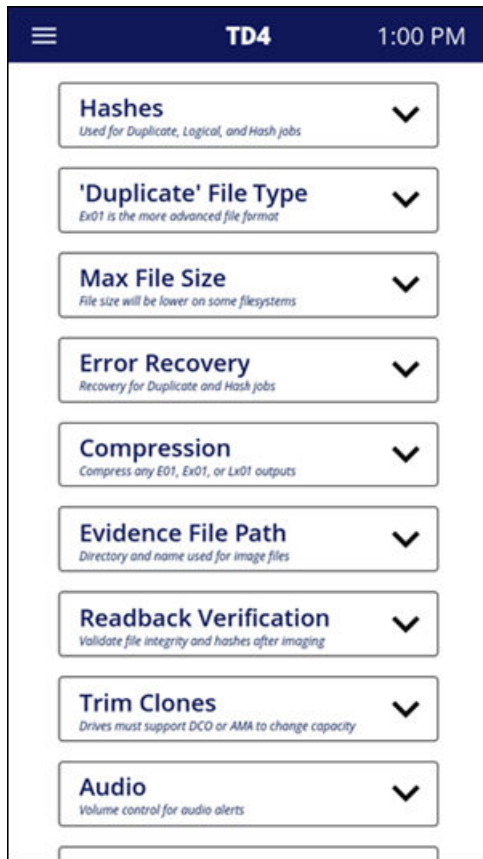 TD4 1:00 PM
Hashes
Used for Duplicate, Logical, and Hash jobs
'Duplicate' File Type
Ex01 is the more advanced file format
Max File Size
File size will be lower on some filesystems
Error Recovery
Recovery for Duplicate and Hash jobs
Compression
Compress any E01, Ex01, or Lx01 outputs
Evidence File Path
Directory and name used for image files
Readback Verification
Validate file integrity and hashes after imaging
Trim Clones
Drives must support DCO or AMA to change capacity
Audio
Volume control for audio alerts